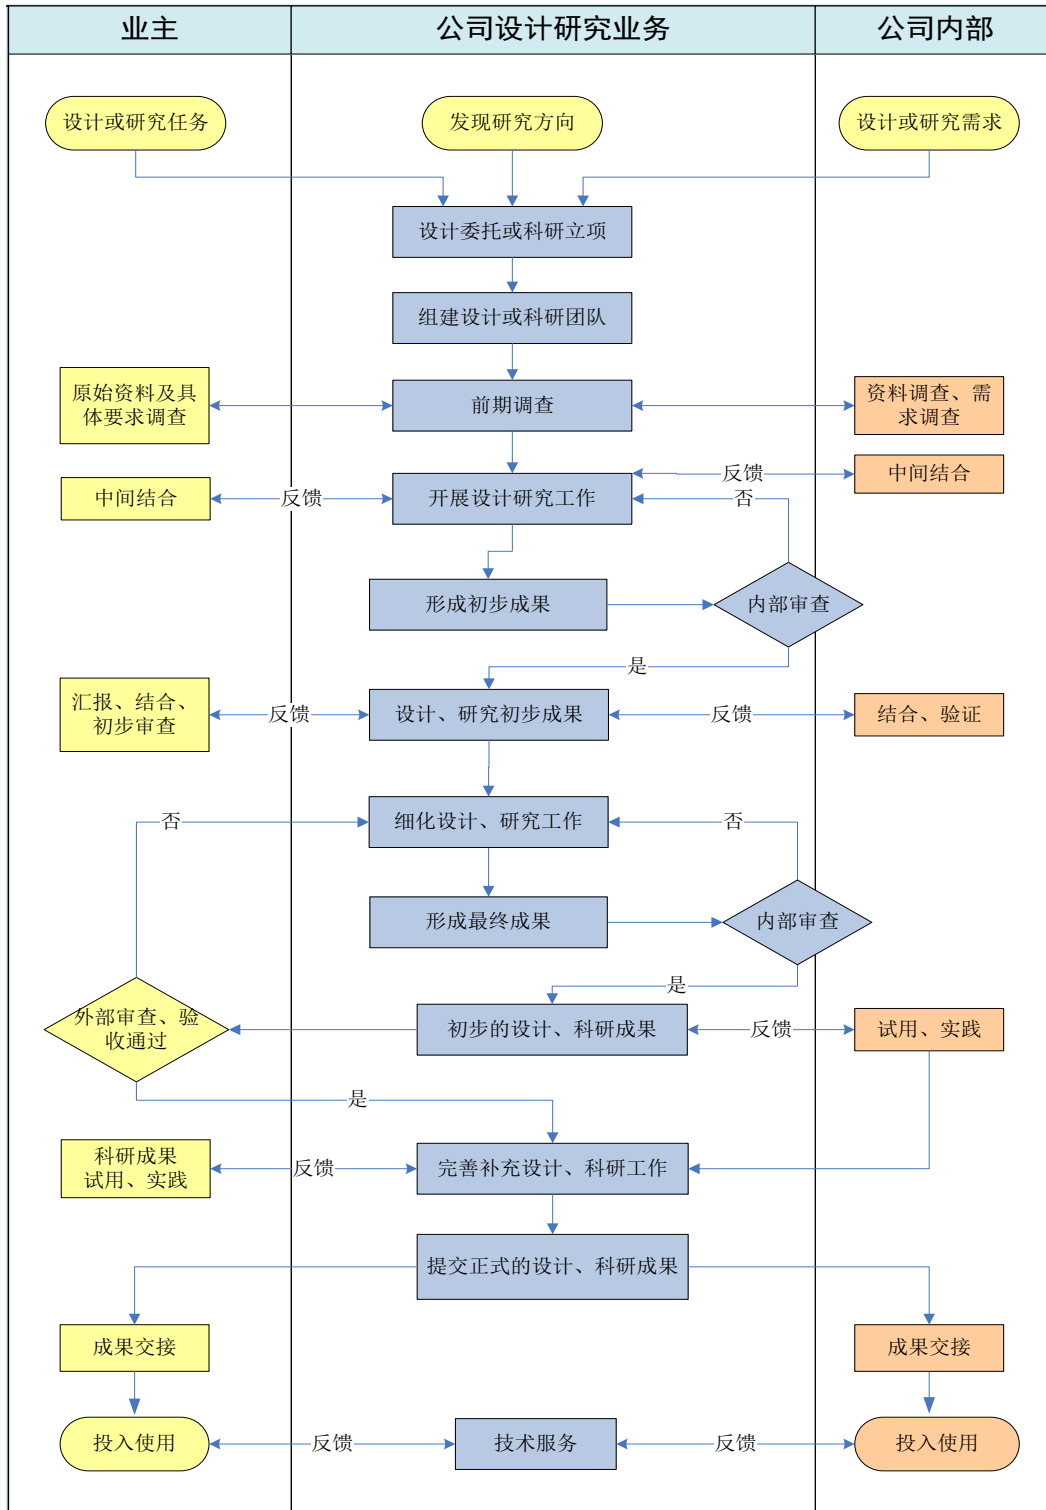 业主
公司设计研究业务
公司内部
设计或研究任务
发现研究方向
设计或研究需求
设计委托或科研立项
组建设计或科研团队
原始资料及具
体要求调查
前期调查
资料调查、需
求调查
反馈
中间结合
中间结合
反馈
开展设计研究工作
否
形成初步成果
内部审查
是
汇报、结合、
初步审查
反馈
设计、研究初步成果
反馈
结合、验证
否
细化设计、研究工作
否
形成最终成果
内部审查
是
外部审查、验
收通过
初步的设计、科研成果
反馈
试用、实践
是
科研成果
试用、实践
反馈
完善补充设计、科研工作
提交正式的设计、科研成果
成果交接
成果交接
投入使用
反馈
技术服务
反馈
投入使用